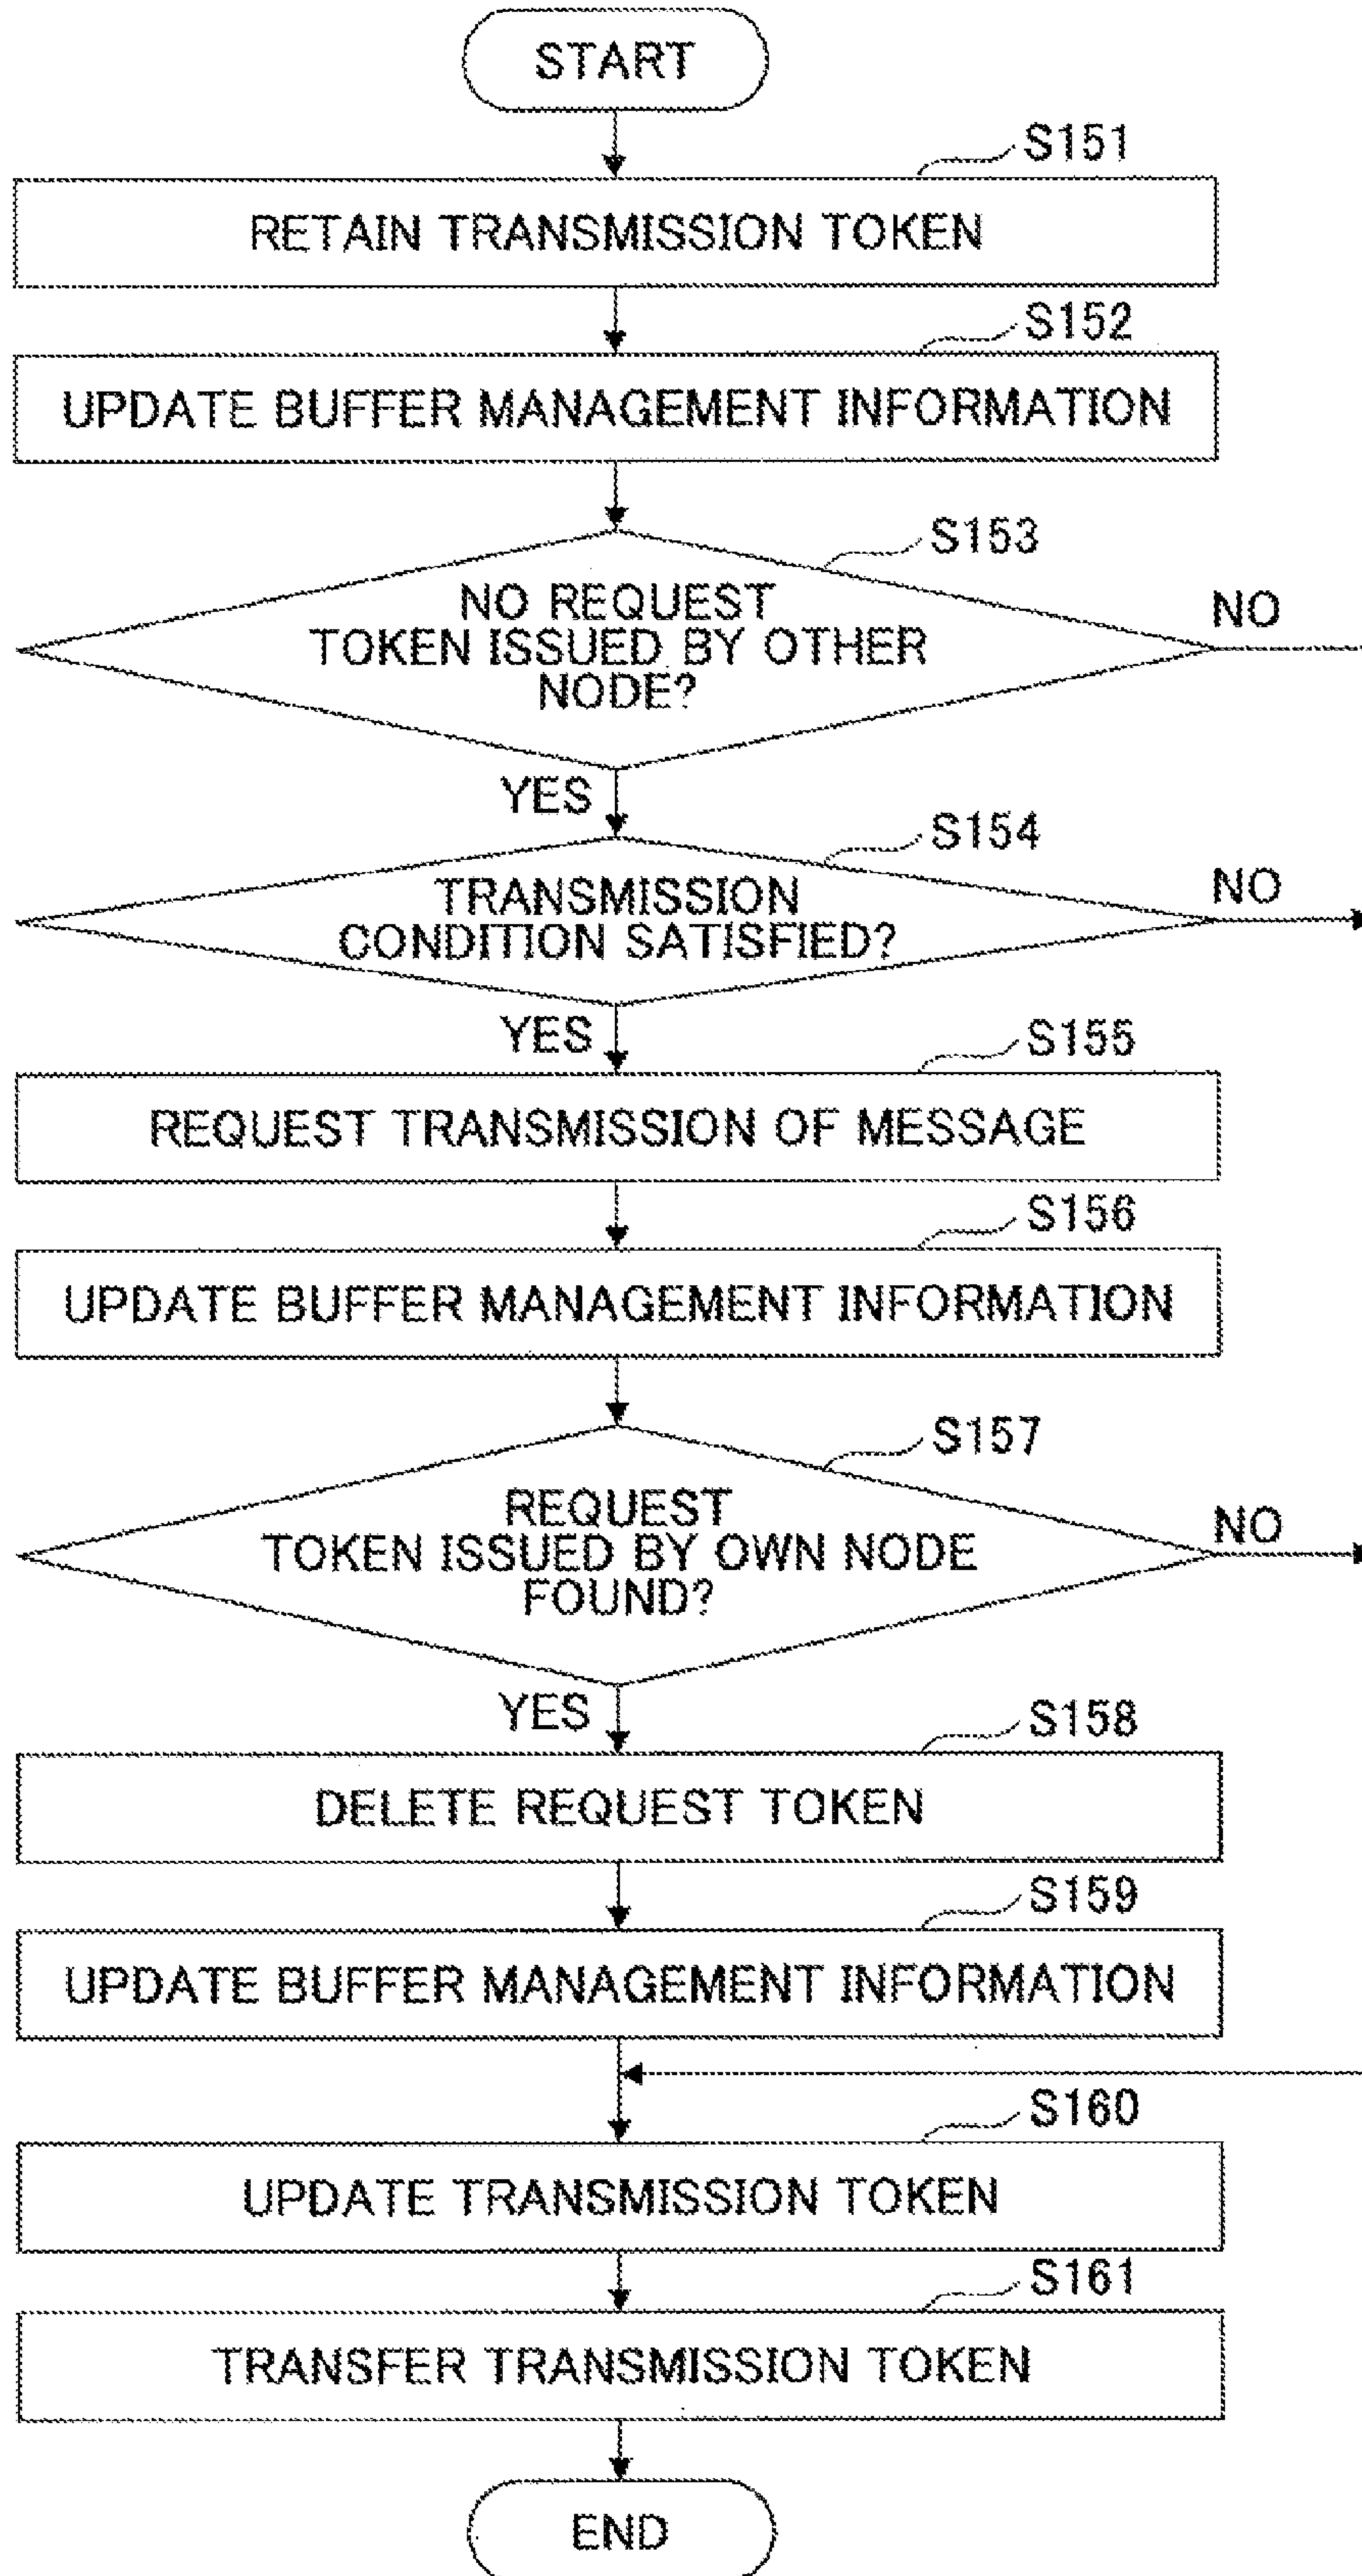 START
S151
RETAIN TRANSMISSION TOKEN
S152
UPDATE BUFFER MANAGEMENT INFORMATION
S153
NO REQUEST
TOKEN ISSUED BY OTHER
NODE?
NO
YES
S154
TRANSMISSION
CONDITION SATISFIED?
NO
YES
S155
REQUEST TRANSMISSION OF MESSAGE
S156
UPDATE BUFFER MANAGEMENT INFORMATION
S157
REQUEST
TOKEN ISSUED BY OWN NODE
FOUND?
NO
YES
S158
DELETE REQUEST TOKEN
S159
UPDATE BUFFER MANAGEMENT INFORMATION
S160
UPDATE TRANSMISSION TOKEN
S161
TRANSFER TRANSMISSION TOKEN
END